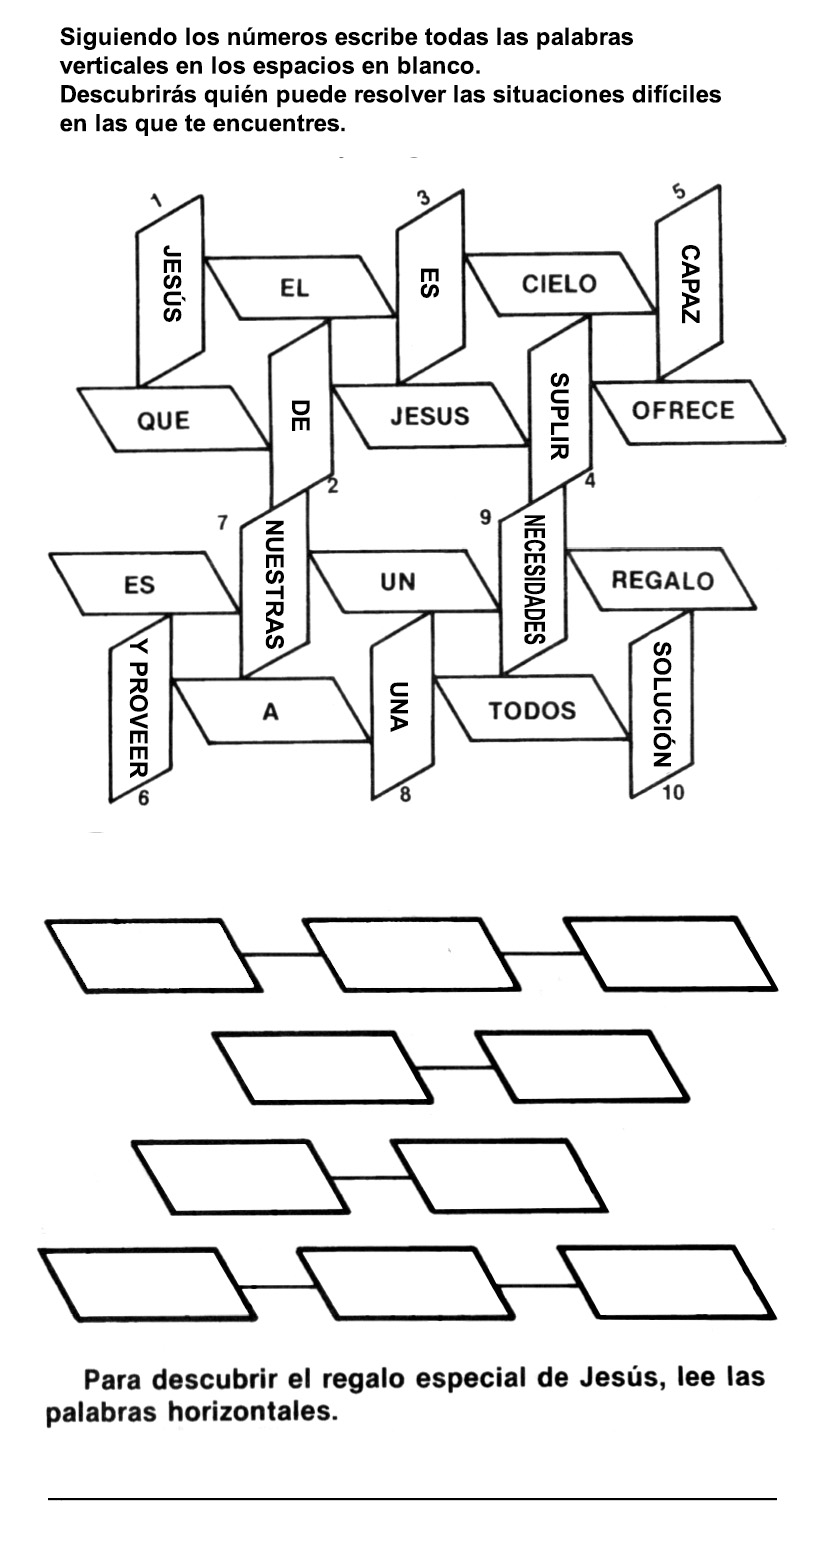 Siguiendo los números escribe todas las palabras
verticales en los espacios en blanco.
Descubrirás quién puede resolver las situaciones difíciles
en las que te encuentres.
1 3 5
JESÚS EL ES CIELO CAPAZ
QUE DE JESUS SUPLIR OFRECE
2 4
7 9
ES NUESTRAS UN NECESIDADES REGALO
Y PROVEER A UNA TODOS SOLUCIÓN
6 8 10
Para descubrir el regalo especial de Jesús, lee las
palabras horizontales.